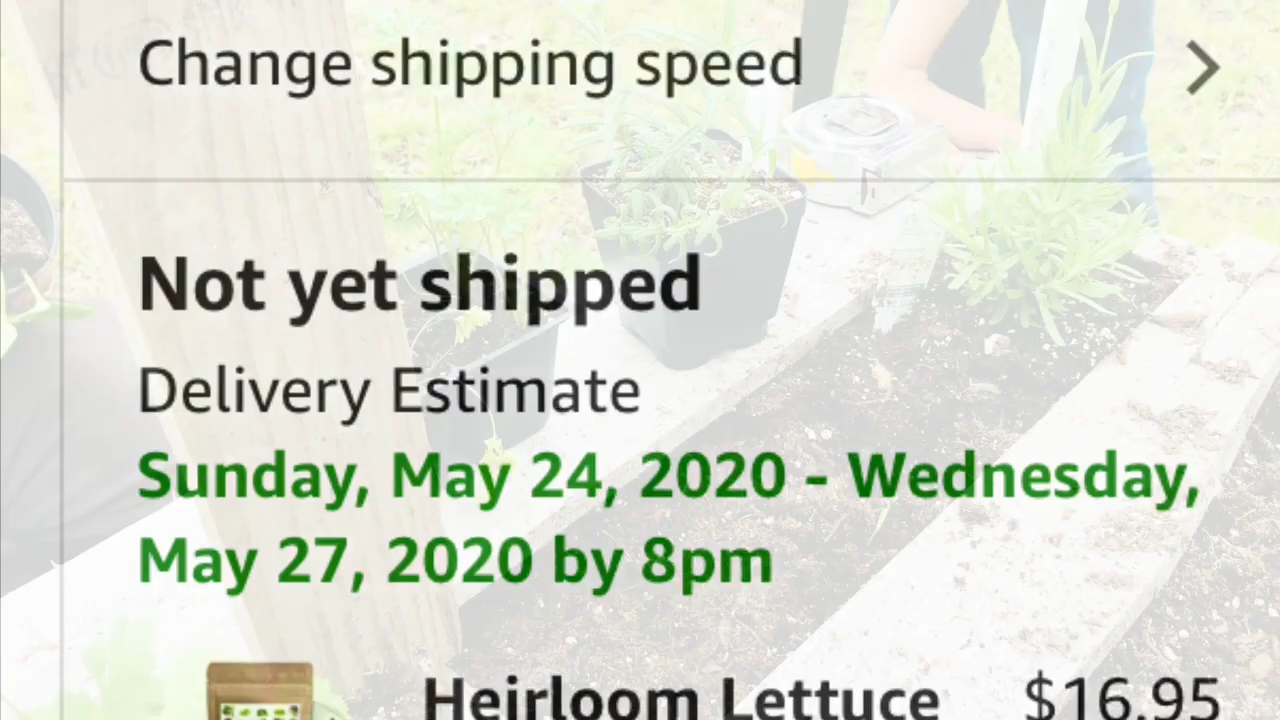 Change shipping speed
Not yet shipped
Delivery Estimate
Sunday, May 24, 2020 - Wednesday,
May 27, 2020 by 8pm
Heirloom Lettuce $16.95